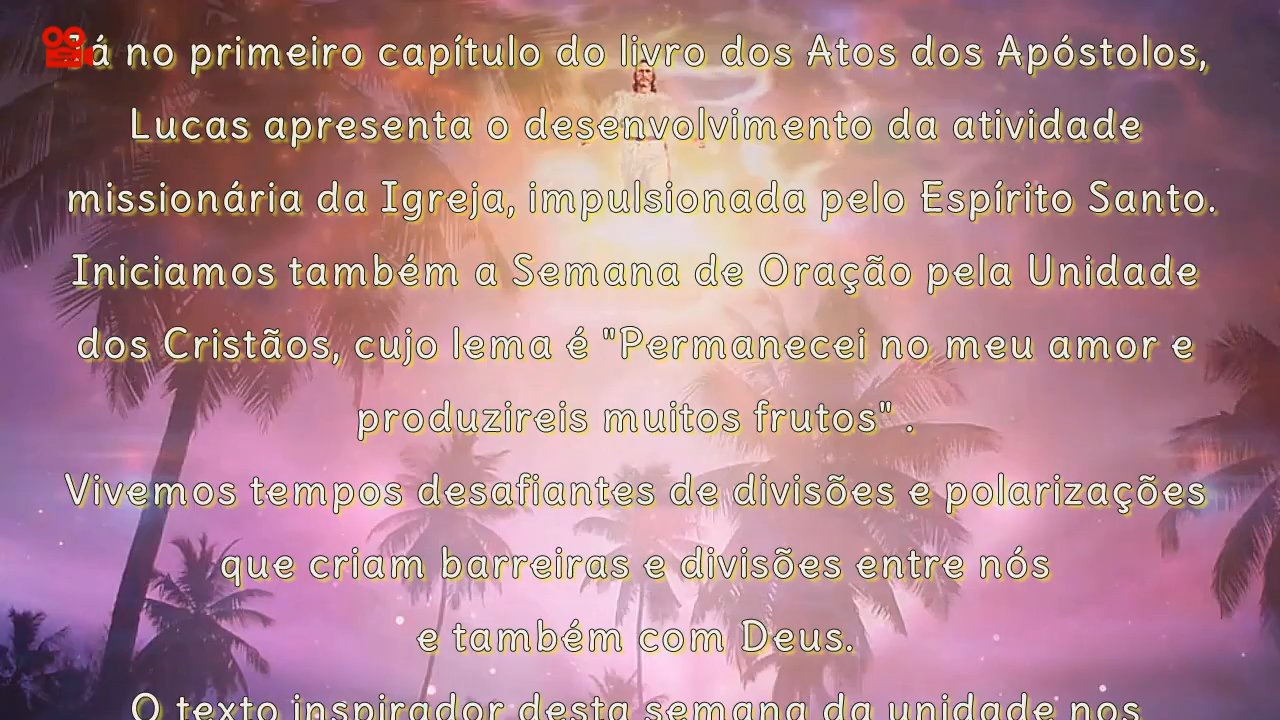 Já no primeiro capítulo do livro dos Atos dos Apóstolos,
Lucas apresenta o desenvolvimento da atividade
missionária da Igreja, impulsionada pelo Espírito Santo.
Iniciamos também a Semana de Oração pela Unidade
dos Cristãos, cujo lema é "Permanecei no meu amor e
produzireis muitos frutos" .
Vivemos tempos desafiantes de divisões e polarizações
que criam barreiras e divisões entre nós
e também com Deus.
O texto inspirador desta semana da unidade nos